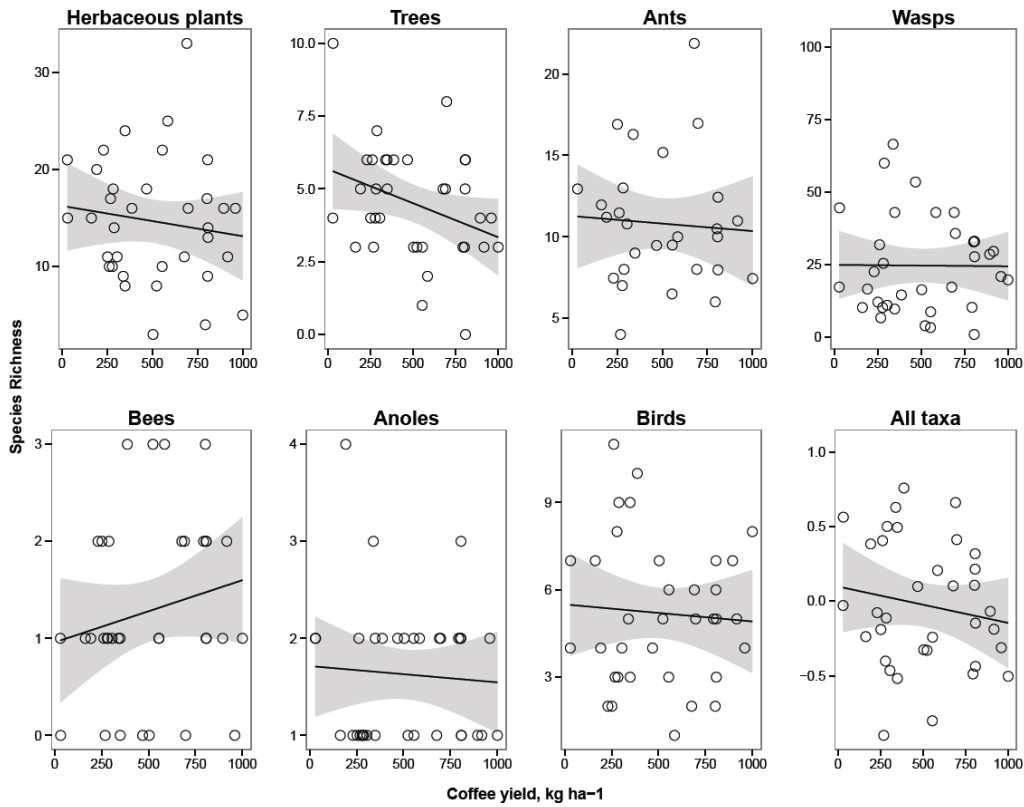 Herbaceous plants
Trees
Ants
Wasps
30
20
10
0 250 500 750 1000
10.0
7.5
5.0
2.5
0.0
0 250 500 750 1000
20
15
10
5
0 250 500 750 1000
100
75
50
25
0
0 250 500 750 1000
Species Richness
Bees
Anoles
Birds
All taxa
3
2
1
0
0 250 500 750 1000
4
3
2
1
0 250 500 750 1000
9
6
3
0 250 500 750 1000
1.0
0.5
0.0
−0.5
0 250 500 750 1000
Coffee yield, kg ha−1